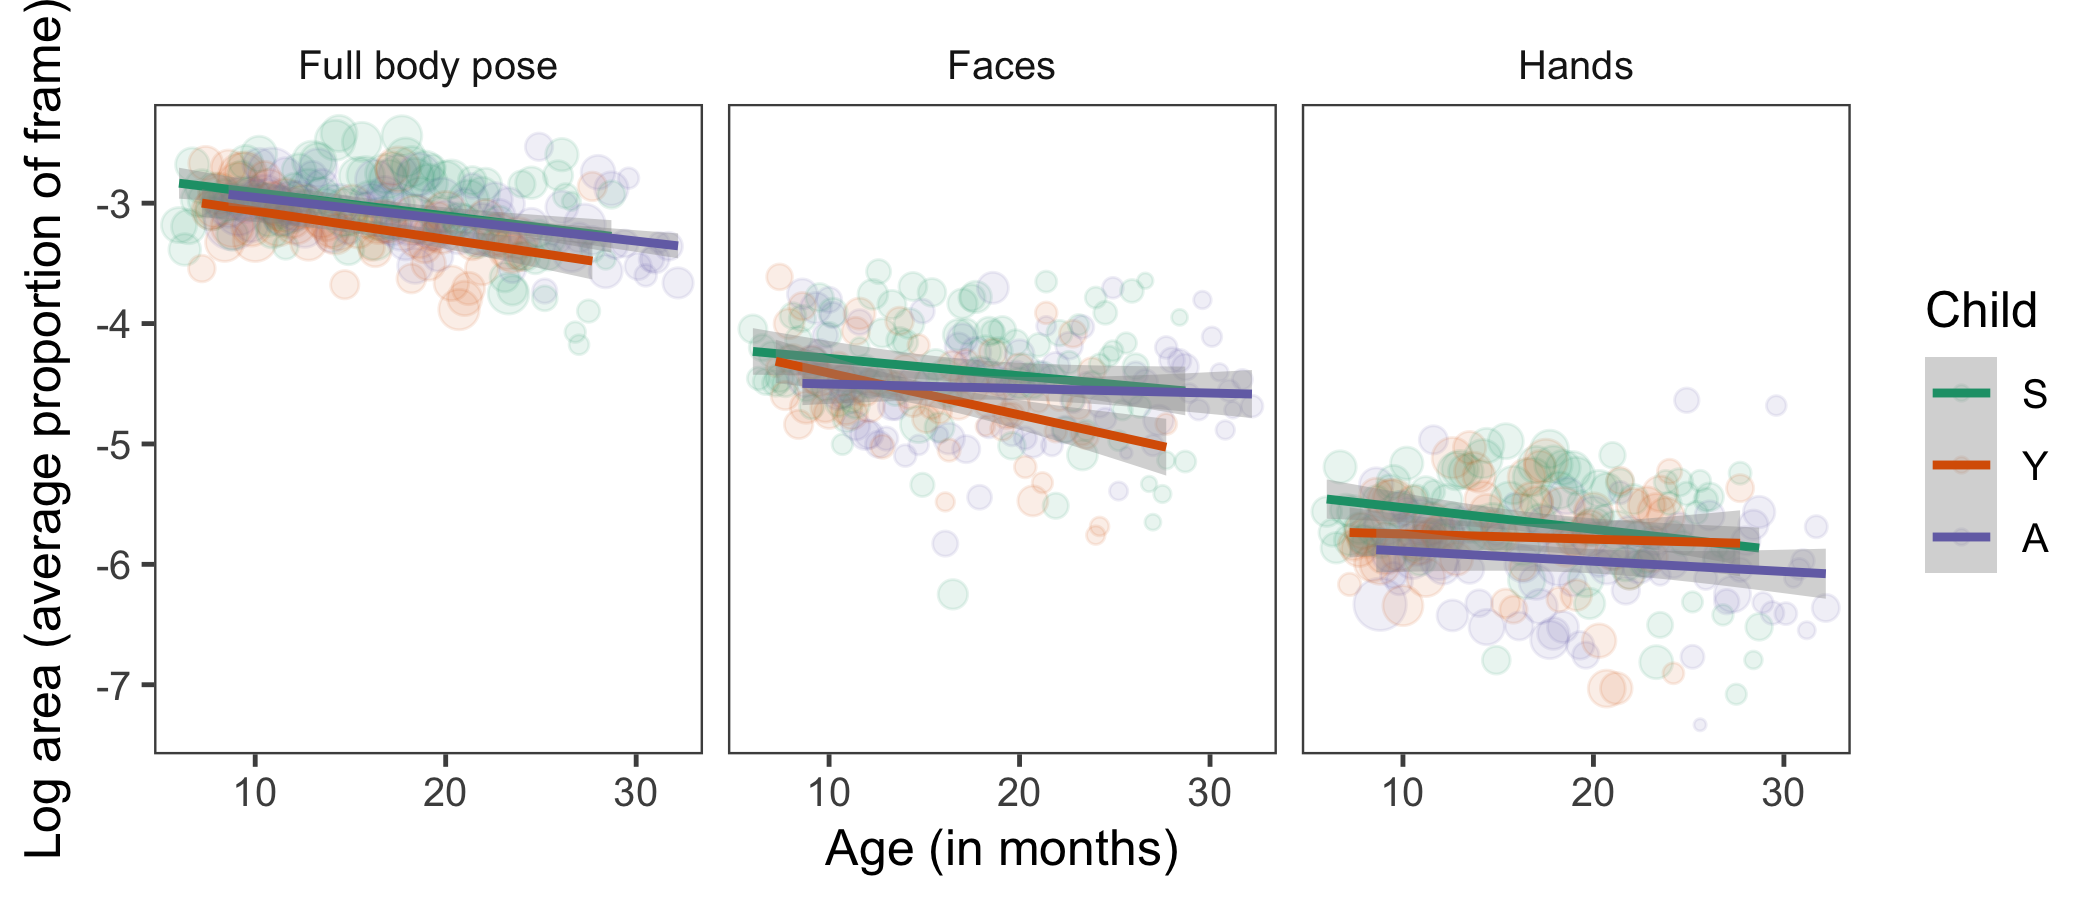 Full body pose
Faces
Hands
Log area (average proportion of frame)
-3
-4
-5
-6
-7
10 20 30
10 20 30
10 20 30
Age (in months)
Child
S
Y
A